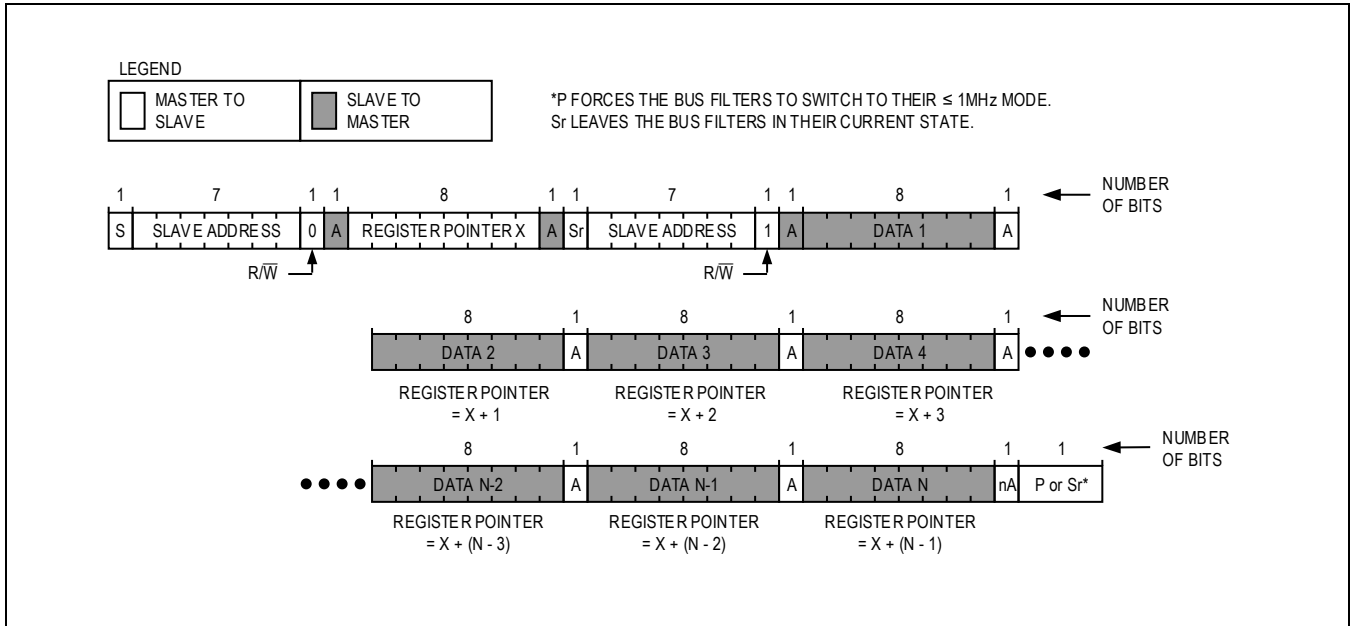 LEGEND
MASTER TO
SLAVE
SLAVE TO
MASTER
*P FORCES THE BUS FILTERS TO SWITCH TO THEIR ≤ 1MHz MODE.
Sr LEAVES THE BUS FILTERS IN THEIR CURRENT STATE.
1 7 1 1 8 1 1 7 1 1 8 1 NUMBER
OF BITS
S SLAVE ADDRESS 0 A REGISTER POINTER X A Sr SLAVE ADDRESS 1 A DATA 1 A
R/W̅ R/W̅
8 1 8 1 8 1 NUMBER
OF BITS
DATA 2 A DATA 3 A DATA 4 A
REGISTER POINTER REGISTER POINTER REGISTER POINTER
= X + 1 = X + 2 = X + 3
8 1 8 1 8 1 1 NUMBER
OF BITS
DATA N-2 A DATA N-1 A DATA N nA P or Sr*
REGISTER POINTER REGISTER POINTER REGISTER POINTER
= X + (N - 3) = X + (N - 2) = X + (N - 1)